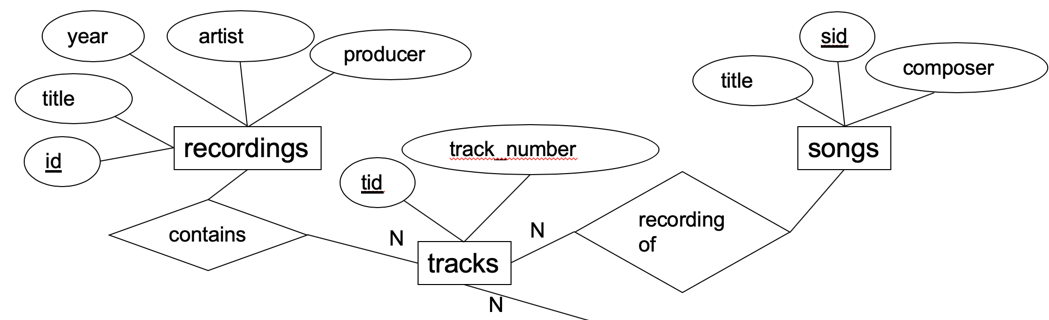 year
artist
producer
title
id
recordings
contains
N
tid
track_number
tracks
N
N
recording
of
title
sid
composer
songs